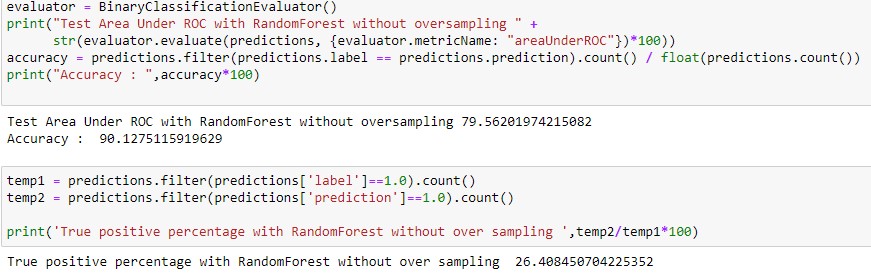 evaluator = BinaryClassificationEvaluator()
print("Test Area Under ROC with RandomForest without oversampling " +
str(evaluator.evaluate(predictions, {evaluator.metricName: "areaUnderROC"})*100))
accuracy = predictions.filter(predictions.label == predictions.prediction).count() / float(predictions.count())
print("Accuracy : ",accuracy*100)
Test Area Under ROC with RandomForest without oversampling 79.56201974215082
Accuracy :  90.1275115919629
temp1 = predictions.filter(predictions['label']==1.0).count()
temp2 = predictions.filter(predictions['prediction']==1.0).count()
print('True positive percentage with RandomForest without over sampling ',temp2/temp1*100)
True positive percentage with RandomForest without over sampling  26.408450704225352